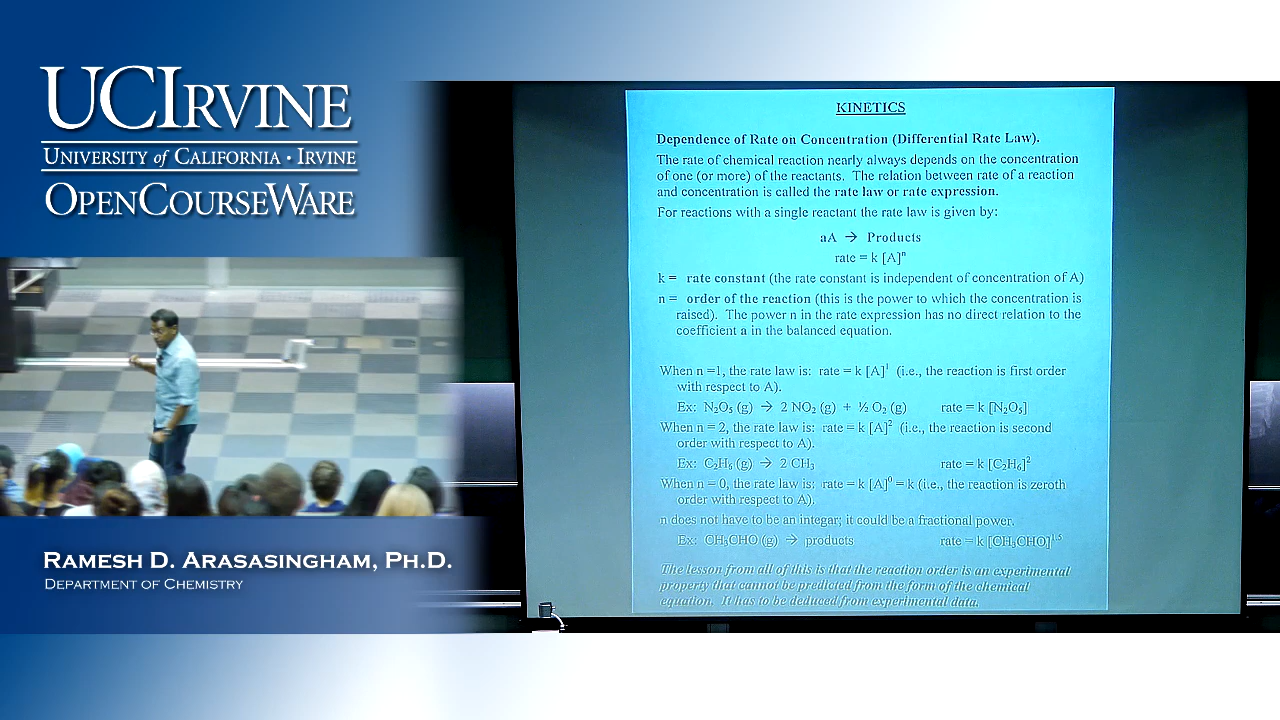 UCIRVINE
UNIVERSITY of CALIFORNIA · IRVINE
OPENCOURSEWARE
RAMESH D. ARASASINGHAM, PH.D.
DEPARTMENT OF CHEMISTRY
KINETICS
Dependence of Rate on Concentration (Differential Rate Law).
The rate of chemical reaction nearly always depends on the concentration
of one (or more) of the reactants. The relation between rate of a reaction
and concentration is called the rate law or rate expression.
For reactions with a single reactant the rate law is given by:
aA → Products
rate = k [A]ⁿ
k = rate constant (the rate constant is independent of concentration of A)
n = order of the reaction (this is the power to which the concentration is
raised). The power n in the rate expression has no direct relation to the
coefficient a in the balanced equation.
When n =1, the rate law is: rate = k [A]¹ (i.e., the reaction is first order
with respect to A).
Ex: N₂O₅ (g) → 2 NO₂ (g) + ½ O₂ (g) rate = k [N₂O₅]
When n = 2, the rate law is: rate = k [A]² (i.e., the reaction is second
order with respect to A).
Ex: C₂H₆ (g) → 2 CH₃ rate = k [C₂H₆]²
When n = 0, the rate law is: rate = k [A]⁰ = k (i.e., the reaction is zeroth
order with respect to A).
n does not have to be an integar; it could be a fractional power.
Ex: CH₃CHO (g) → products rate = k [CH₃CHO]¹·⁵
The lesson from all of this is that the reaction order is an experimental
property that cannot be predicted from the form of the chemical
equation. It has to be deduced from experimental data.